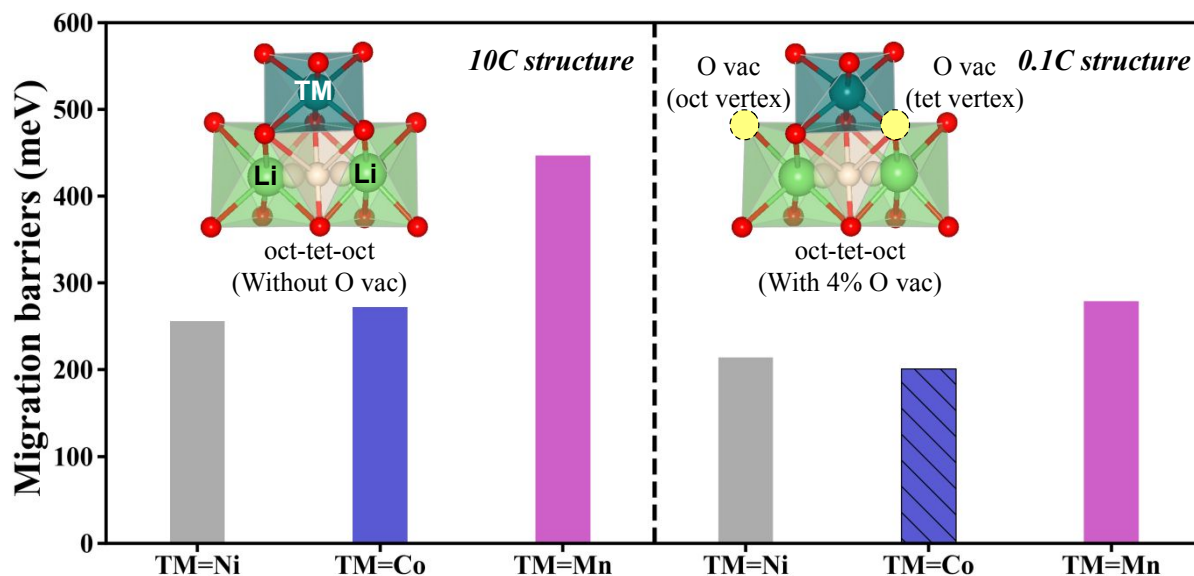 Migration barriers (meV)
600
500
400
300
200
100
0
10C structure
TM
Li
Li
oct-tet-oct
(Without O vac)
TM=Ni
TM=Co
TM=Mn
0.1C structure
O vac
(oct vertex)
O vac
(tet vertex)
oct-tet-oct
(With 4% O vac)
TM=Ni
TM=Co
TM=Mn